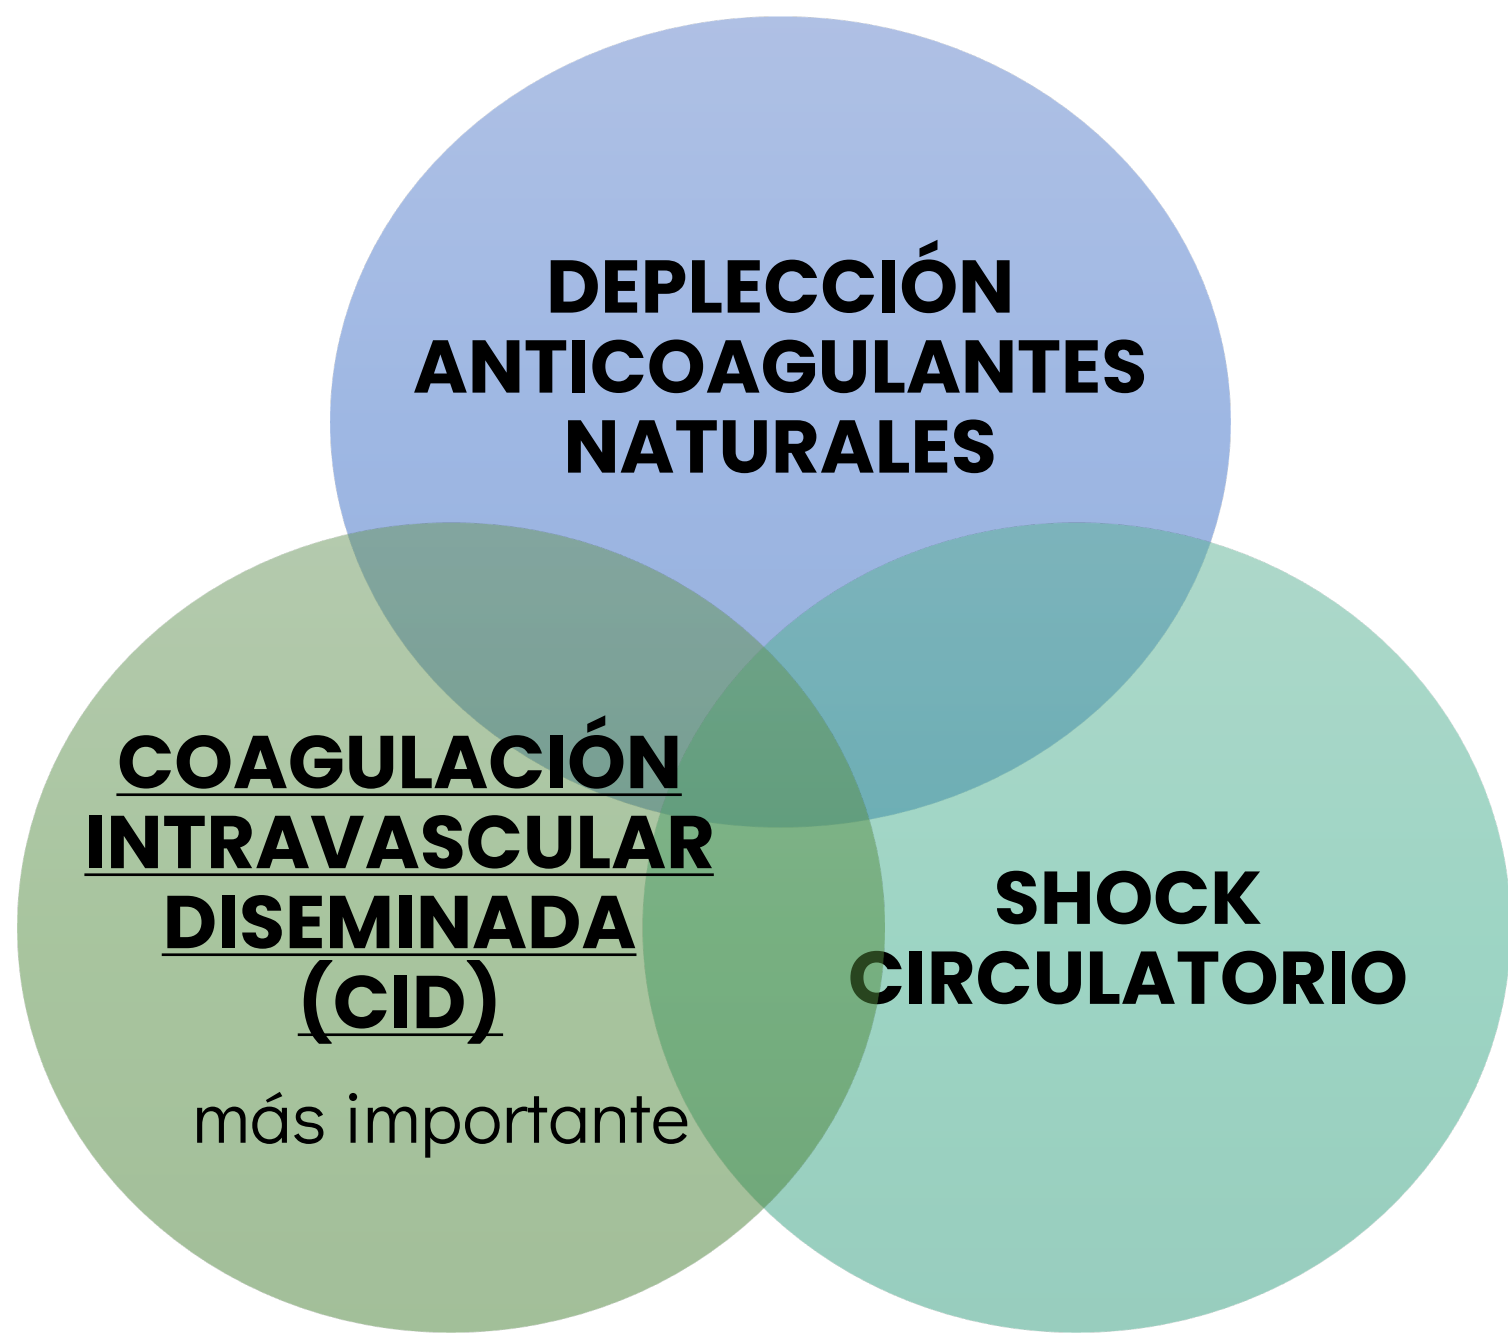 DEPLECCIÓN
ANTICOAGULANTES
NATURALES
COAGULACIÓN
INTRAVASCULAR
DISEMINADA
(CID)
más importante
SHOCK
CIRCULATORIO